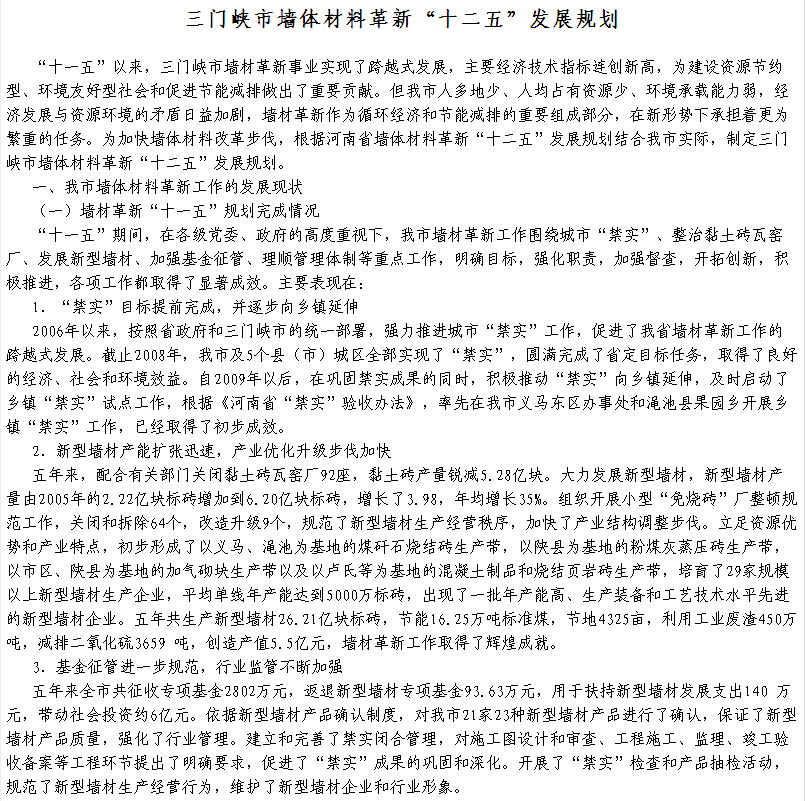 三门峡市墙体材料革新“十二五”发展规划
“十一五”以来，三门峡市墙材革新事业实现了跨越式发展，主要经济技术指标连创新高，为建设资源节约
型、环境友好型社会和促进节能减排做出了重要贡献。但我市人多地少、人均占有资源少、环境承载能力弱，经
济发展与资源环境的矛盾日益加剧，墙材革新作为循环经济和节能减排的重要组成部分，在新形势下承担着更为
繁重的任务。为加快墙体材料改革步伐，根据河南省墙体材料革新“十二五”发展规划结合我市实际，制定三门
峡市墙体材料革新“十二五”发展规划。
一、我市墙体材料革新工作的发展现状
（一）墙材革新“十一五”规划完成情况
“十一五”期间，在各级党委、政府的高度重视下，我市墙材革新工作围绕城市“禁实”、整治黏土砖瓦窑
厂、发展新型墙材、加强基金征管、理顺管理体制等重点工作，明确目标，强化职责，加强督查，开拓创新，积
极推进，各项工作都取得了显著成效。主要表现在：
1．“禁实”目标提前完成，并逐步向乡镇延伸
2006年以来，按照省政府和三门峡市的统一部署，强力推进城市“禁实”工作，促进了我省墙材革新工作的
跨越式发展。截止2008年，我市及5个县（市）城区全部实现了“禁实”，圆满完成了省定目标任务，取得了良好
的经济、社会和环境效益。自2009年以后，在巩固禁实成果的同时，积极推动“禁实”向乡镇延伸，及时启动了
乡镇“禁实”试点工作，根据《河南省“禁实”验收办法》，率先在我市义马东区办事处和渑池县果园乡开展乡
镇“禁实”工作，已经取得了初步成效。
2．新型墙材产能扩张迅速，产业优化升级步伐加快
五年来，配合有关部门关闭黏土砖瓦窑厂92座，黏土砖产量锐减5.28亿块。大力发展新型墙材，新型墙材产
量由2005年的2.22亿块标砖增加到6.20亿块标砖，增长了3.98，年均增长35%。组织开展小型“免烧砖”厂整顿规
范工作，关闭和拆除64个，改造升级9个，规范了新型墙材生产经营秩序，加快了产业结构调整步伐。立足资源优
势和产业特点，初步形成了以义马、渑池为基地的煤矸石烧结砖生产带，以陕县为基地的粉煤灰蒸压砖生产带，
以市区、陕县为基地的加气砌块生产带以及以卢氏等为基地的混凝土制品和烧结页岩砖生产带，培育了29家规模
以上新型墙材生产企业，平均单线年产能达到5000万标砖，出现了一批年产能高、生产装备和工艺技术水平先进
的新型墙材企业。五年共生产新型墙材26.21亿块标砖，节能16.25万吨标准煤，节地4325亩，利用工业废渣450万
吨，减排二氧化硫3659 吨，创造产值5.5亿元，墙材革新工作取得了辉煌成就。
3．基金征管进一步规范，行业监管不断加强
五年来全市共征收专项基金2802万元，返退新型墙材专项基金93.63万元，用于扶持新型墙材发展支出140 万
元，带动社会投资约6亿元。依据新型墙材产品确认制度，对我市21家23种新型墙材产品进行了确认，保证了新型
墙材产品质量，强化了行业管理。建立和完善了禁实闭合管理，对施工图设计和审查、工程施工、监理、竣工验
收备案等工程环节提出了明确要求，促进了“禁实”成果的巩固和深化。开展了“禁实”检查和产品抽检活动，
规范了新型墙材生产经营行为，维护了新型墙材企业和行业形象。